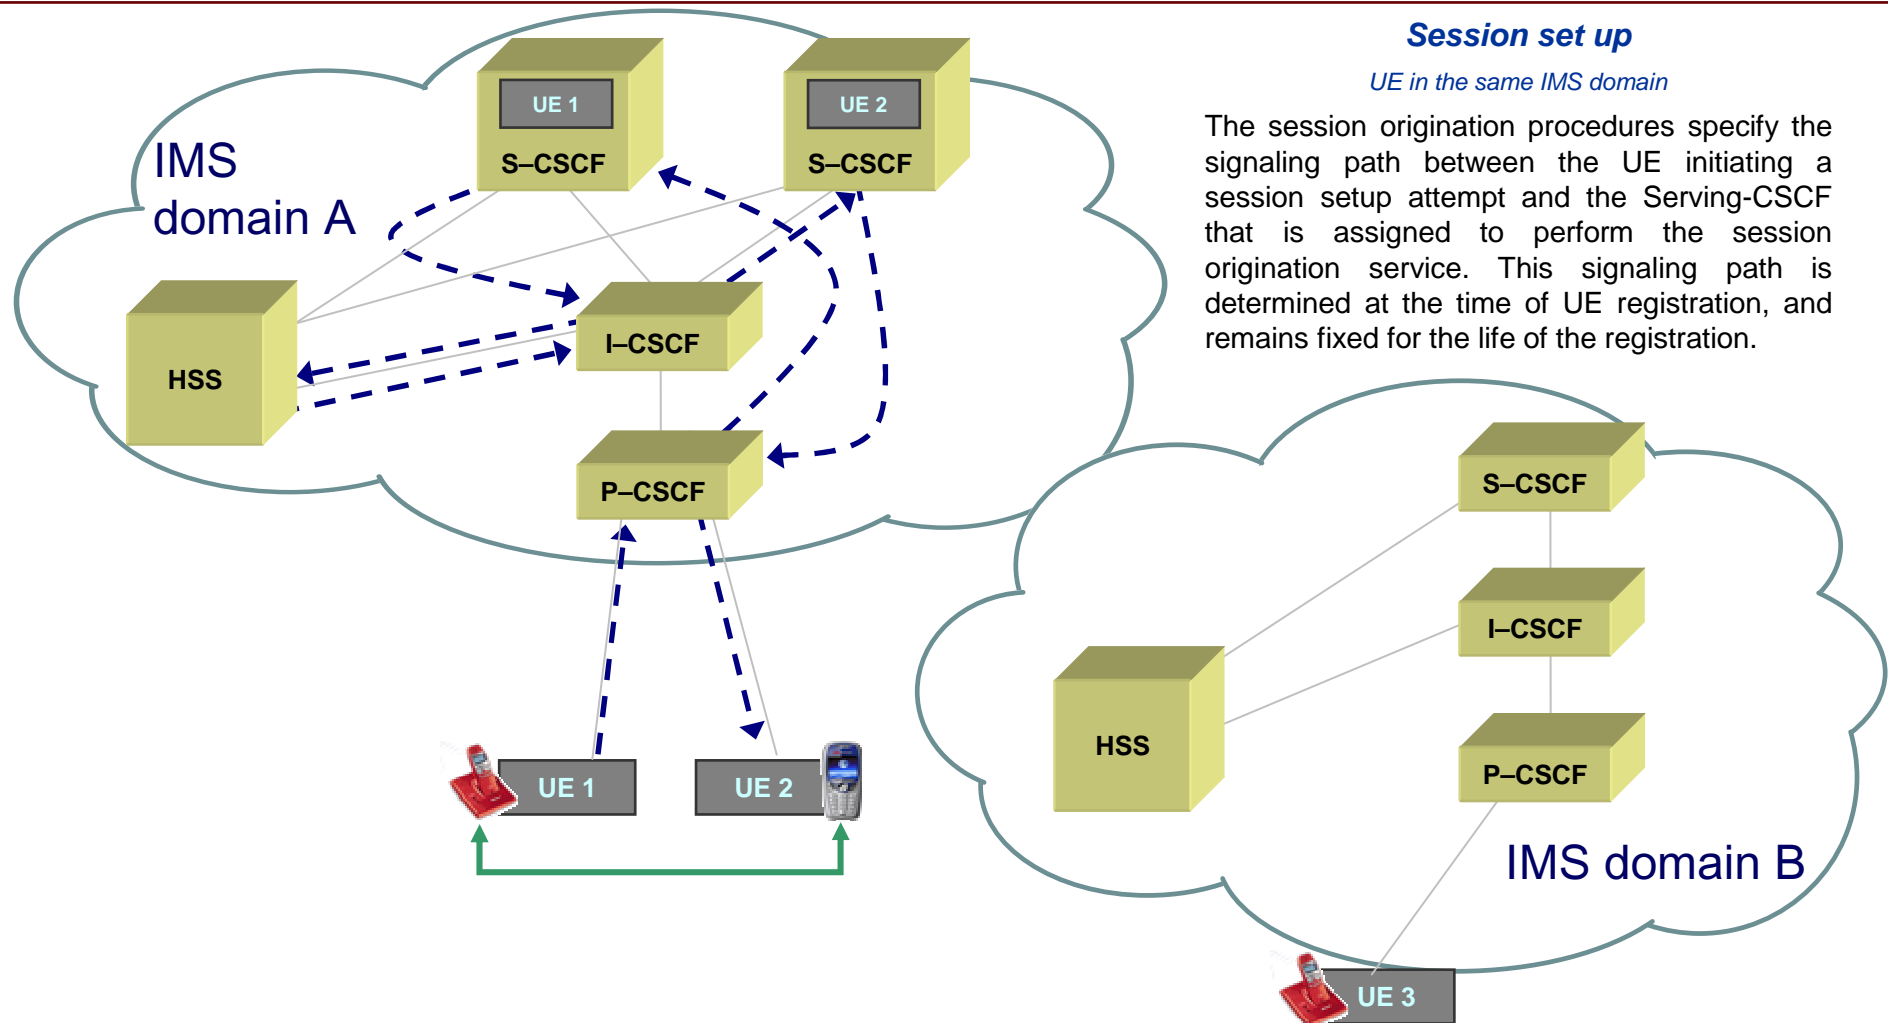 Session set up
UE in the same IMS domain
The session origination procedures specify the
signaling path between the UE initiating a
session setup attempt and the Serving-CSCF
that is assigned to perform the session
origination service. This signaling path is
determined at the time of UE registration, and
remains fixed for the life of the registration.
IMS
domain A
UE 1
S–CSCF
UE 2
S–CSCF
I–CSCF
HSS
P–CSCF
UE 1
UE 2
S–CSCF
I–CSCF
HSS
P–CSCF
IMS domain B
UE 3